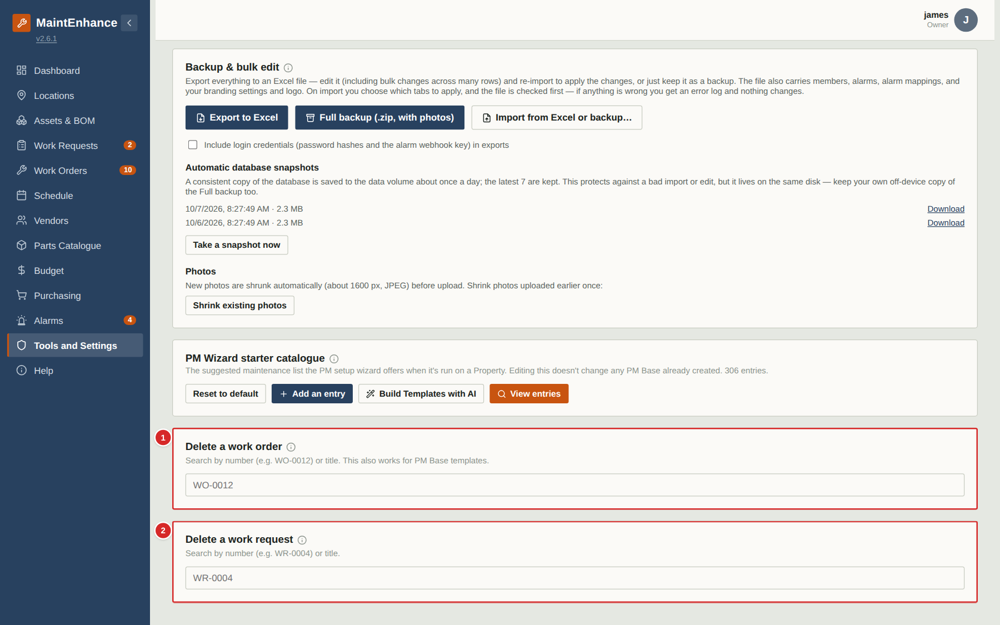 MaintEnhance
v2.6.1
Dashboard
Locations
Assets & BOM
Work Requests 2
Work Orders 10
Schedule
Vendors
Parts Catalogue
Budget
Purchasing
Alarms 4
Tools and Settings
Help
james
Owner
J
Backup & bulk edit
Export everything to an Excel file — edit it (including bulk changes across many rows) and re-import to apply the changes, or just keep it as a backup. The file also carries members, alarms, alarm mappings, and
your branding settings and logo. On import you choose which tabs to apply, and the file is checked first — if anything is wrong you get an error log and nothing changes.
Export to Excel Full backup (.zip, with photos) Import from Excel or backup…
Include login credentials (password hashes and the alarm webhook key) in exports
Automatic database snapshots
A consistent copy of the database is saved to the data volume about once a day; the latest 7 are kept. This protects against a bad import or edit, but it lives on the same disk — keep your own off-device copy of
the Full backup too.
10/7/2026, 8:27:49 AM · 2.3 MB Download
10/6/2026, 8:27:49 AM · 2.3 MB Download
Take a snapshot now
Photos
New photos are shrunk automatically (about 1600 px, JPEG) before upload. Shrink photos uploaded earlier once:
Shrink existing photos
PM Wizard starter catalogue
The suggested maintenance list the PM setup wizard offers when it's run on a Property. Editing this doesn't change any PM Base already created. 306 entries.
Reset to default Add an entry Build Templates with AI View entries
1
Delete a work order
Search by number (e.g. WO-0012) or title. This also works for PM Base templates.
WO-0012
2
Delete a work request
Search by number (e.g. WR-0004) or title.
WR-0004